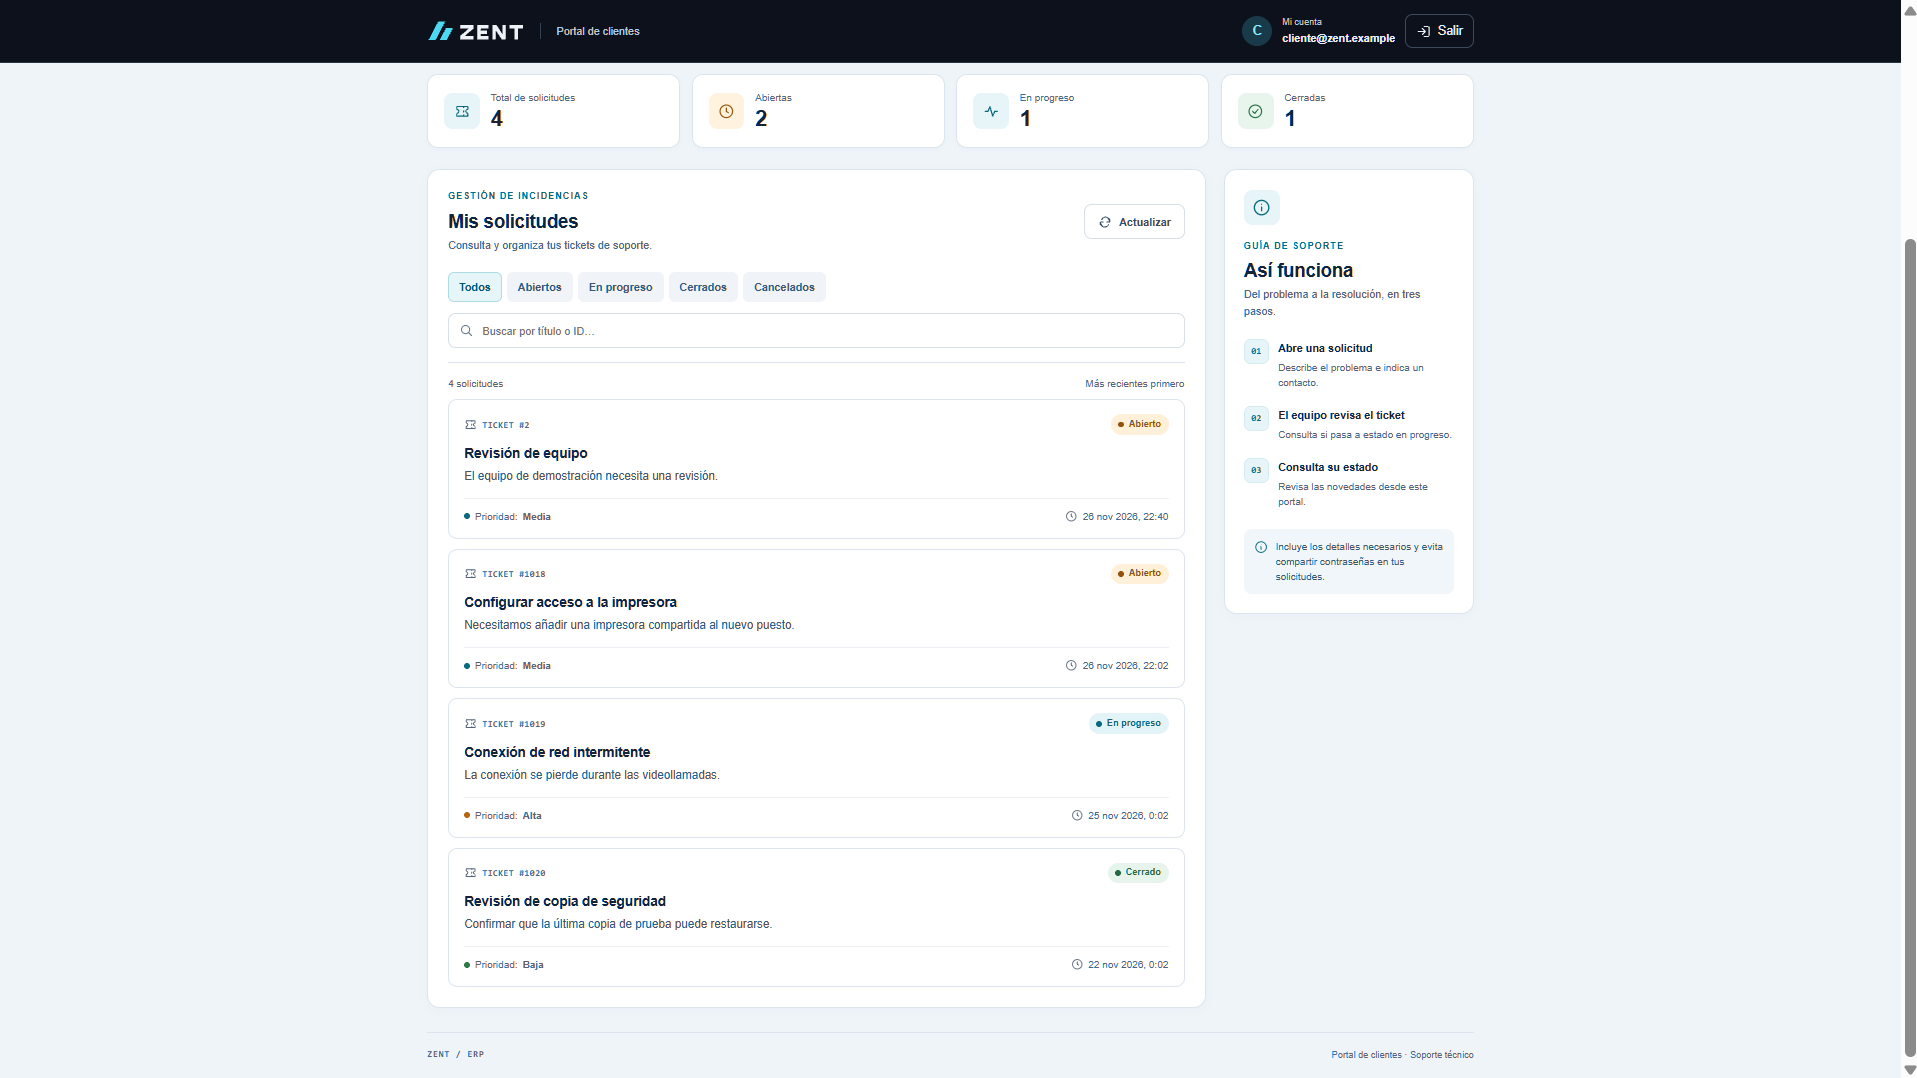 ZENT
Portal de clientes
C
Mi cuenta
cliente@zent.example
Salir
Total de solicitudes
4
Abiertas
2
En progreso
1
Cerradas
1
GESTIÓN DE INCIDENCIAS
Mis solicitudes
Consulta y organiza tus tickets de soporte.
Actualizar
Todos
Abiertos
En progreso
Cerrados
Cancelados
Buscar por título o ID...
4 solicitudes
Más recientes primero
TICKET #2
Abierto
Revisión de equipo
El equipo de demostración necesita una revisión.
Prioridad: Media
26 nov 2026, 22:40
TICKET #1018
Abierto
Configurar acceso a la impresora
Necesitamos añadir una impresora compartida al nuevo puesto.
Prioridad: Media
26 nov 2026, 22:02
TICKET #1019
En progreso
Conexión de red intermitente
La conexión se pierde durante las videollamadas.
Prioridad: Alta
25 nov 2026, 0:02
TICKET #1020
Cerrado
Revisión de copia de seguridad
Confirmar que la última copia de prueba puede restaurarse.
Prioridad: Baja
22 nov 2026, 0:02
GUÍA DE SOPORTE
Así funciona
Del problema a la resolución, en tres
pasos.
01
Abre una solicitud
Describe el problema e indica un
contacto.
02
El equipo revisa el ticket
Consulta si pasa a estado en progreso.
03
Consulta su estado
Revisa las novedades desde este
portal.
Incluye los detalles necesarios y evita
compartir contraseñas en tus
solicitudes.
ZENT / ERP
Portal de clientes · Soporte técnico